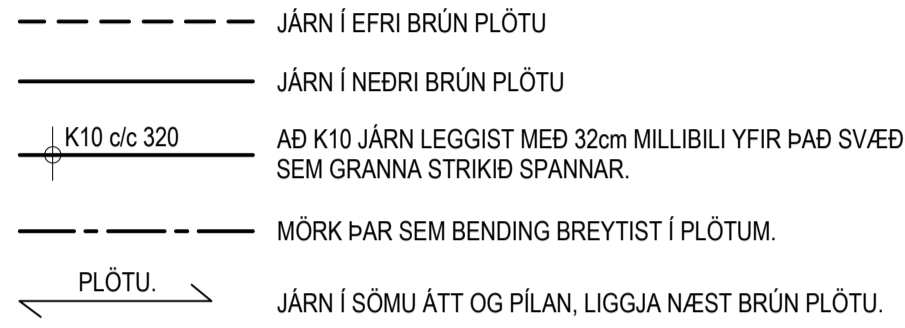 JÁRN Í EFRI BRÚN PLÖTU
JÁRN Í NEÐRI BRÚN PLÖTU
K10 c/c 320
AÐ K10 JÁRN LEGGIST MEÐ 32cm MILLIBILI YFIR ÞAÐ SVÆÐ
SEM GRANNA STRIKIÐ SPANNAR.
MÖRK ÞAR SEM BENDING BREYTIST Í PLÖTUM.
PLÖTU.
JÁRN Í SÖMU ÁTT OG PÍLAN, LIGGJA NÆST BRÚN PLÖTU.